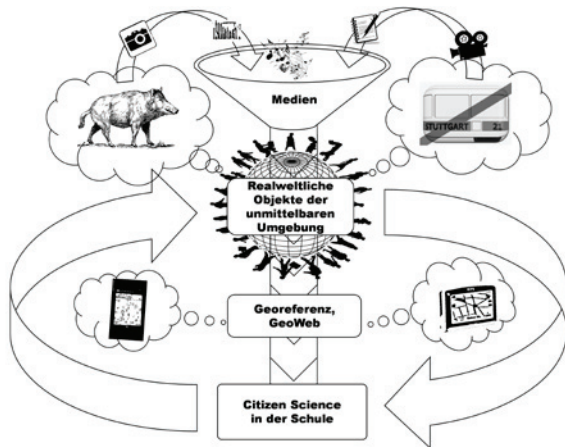 Medien
STUTTGART 21
Realweltliche
Objekte der
unmittelbaren
Umgebung
Georeferenz,
GeoWeb
Citizen Science
in der Schule